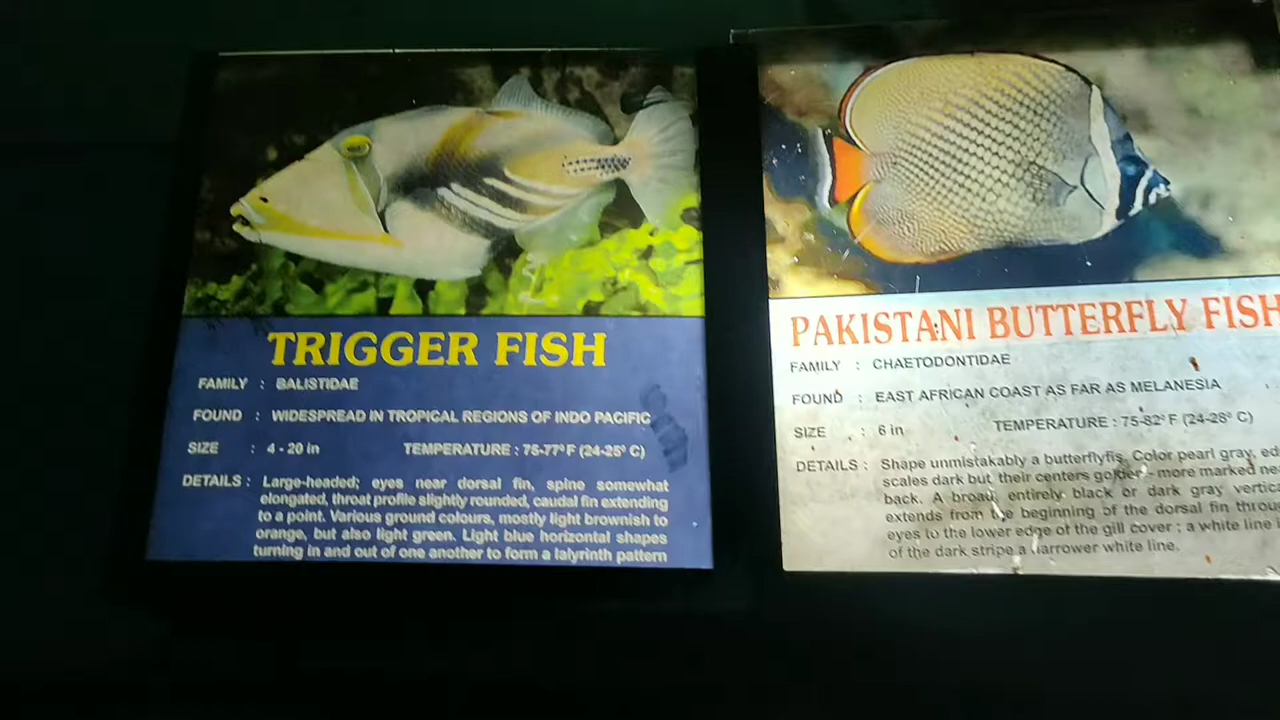 TRIGGER FISH
FAMILY : BALISTIDAE
FOUND : WIDESPREAD IN TROPICAL REGIONS OF INDO PACIFIC
SIZE : 4 - 20 in TEMPERATURE : 75-77° F (24-25° C)
DETAILS : Large-headed; eyes near dorsal fin, spine somewhat
elongated, throat profile slightly rounded, caudal fin extending
to a point. Various ground colours, mostly light brownish to
orange, but also light green. Light blue horizontal shapes
turning in and out of one another to form a lalyrinth pattern
PAKISTANI BUTTERFLY FISH
FAMILY : CHAETODONTIDAE
FOUND : EAST AFRICAN COAST AS FAR AS MELANESIA
SIZE : 6 in TEMPERATURE : 75-82° F (24-28° C)
DETAILS : Shape unmistakably a butterflyfis. Color pearl gray,
scales dark but their centers - more marked
back. A broad, entirely black or dark gray
extends from the beginning of the dorsal fin
eyes to the lower edge of the gill cover ; a white line
of the dark stripe a narrower white line.